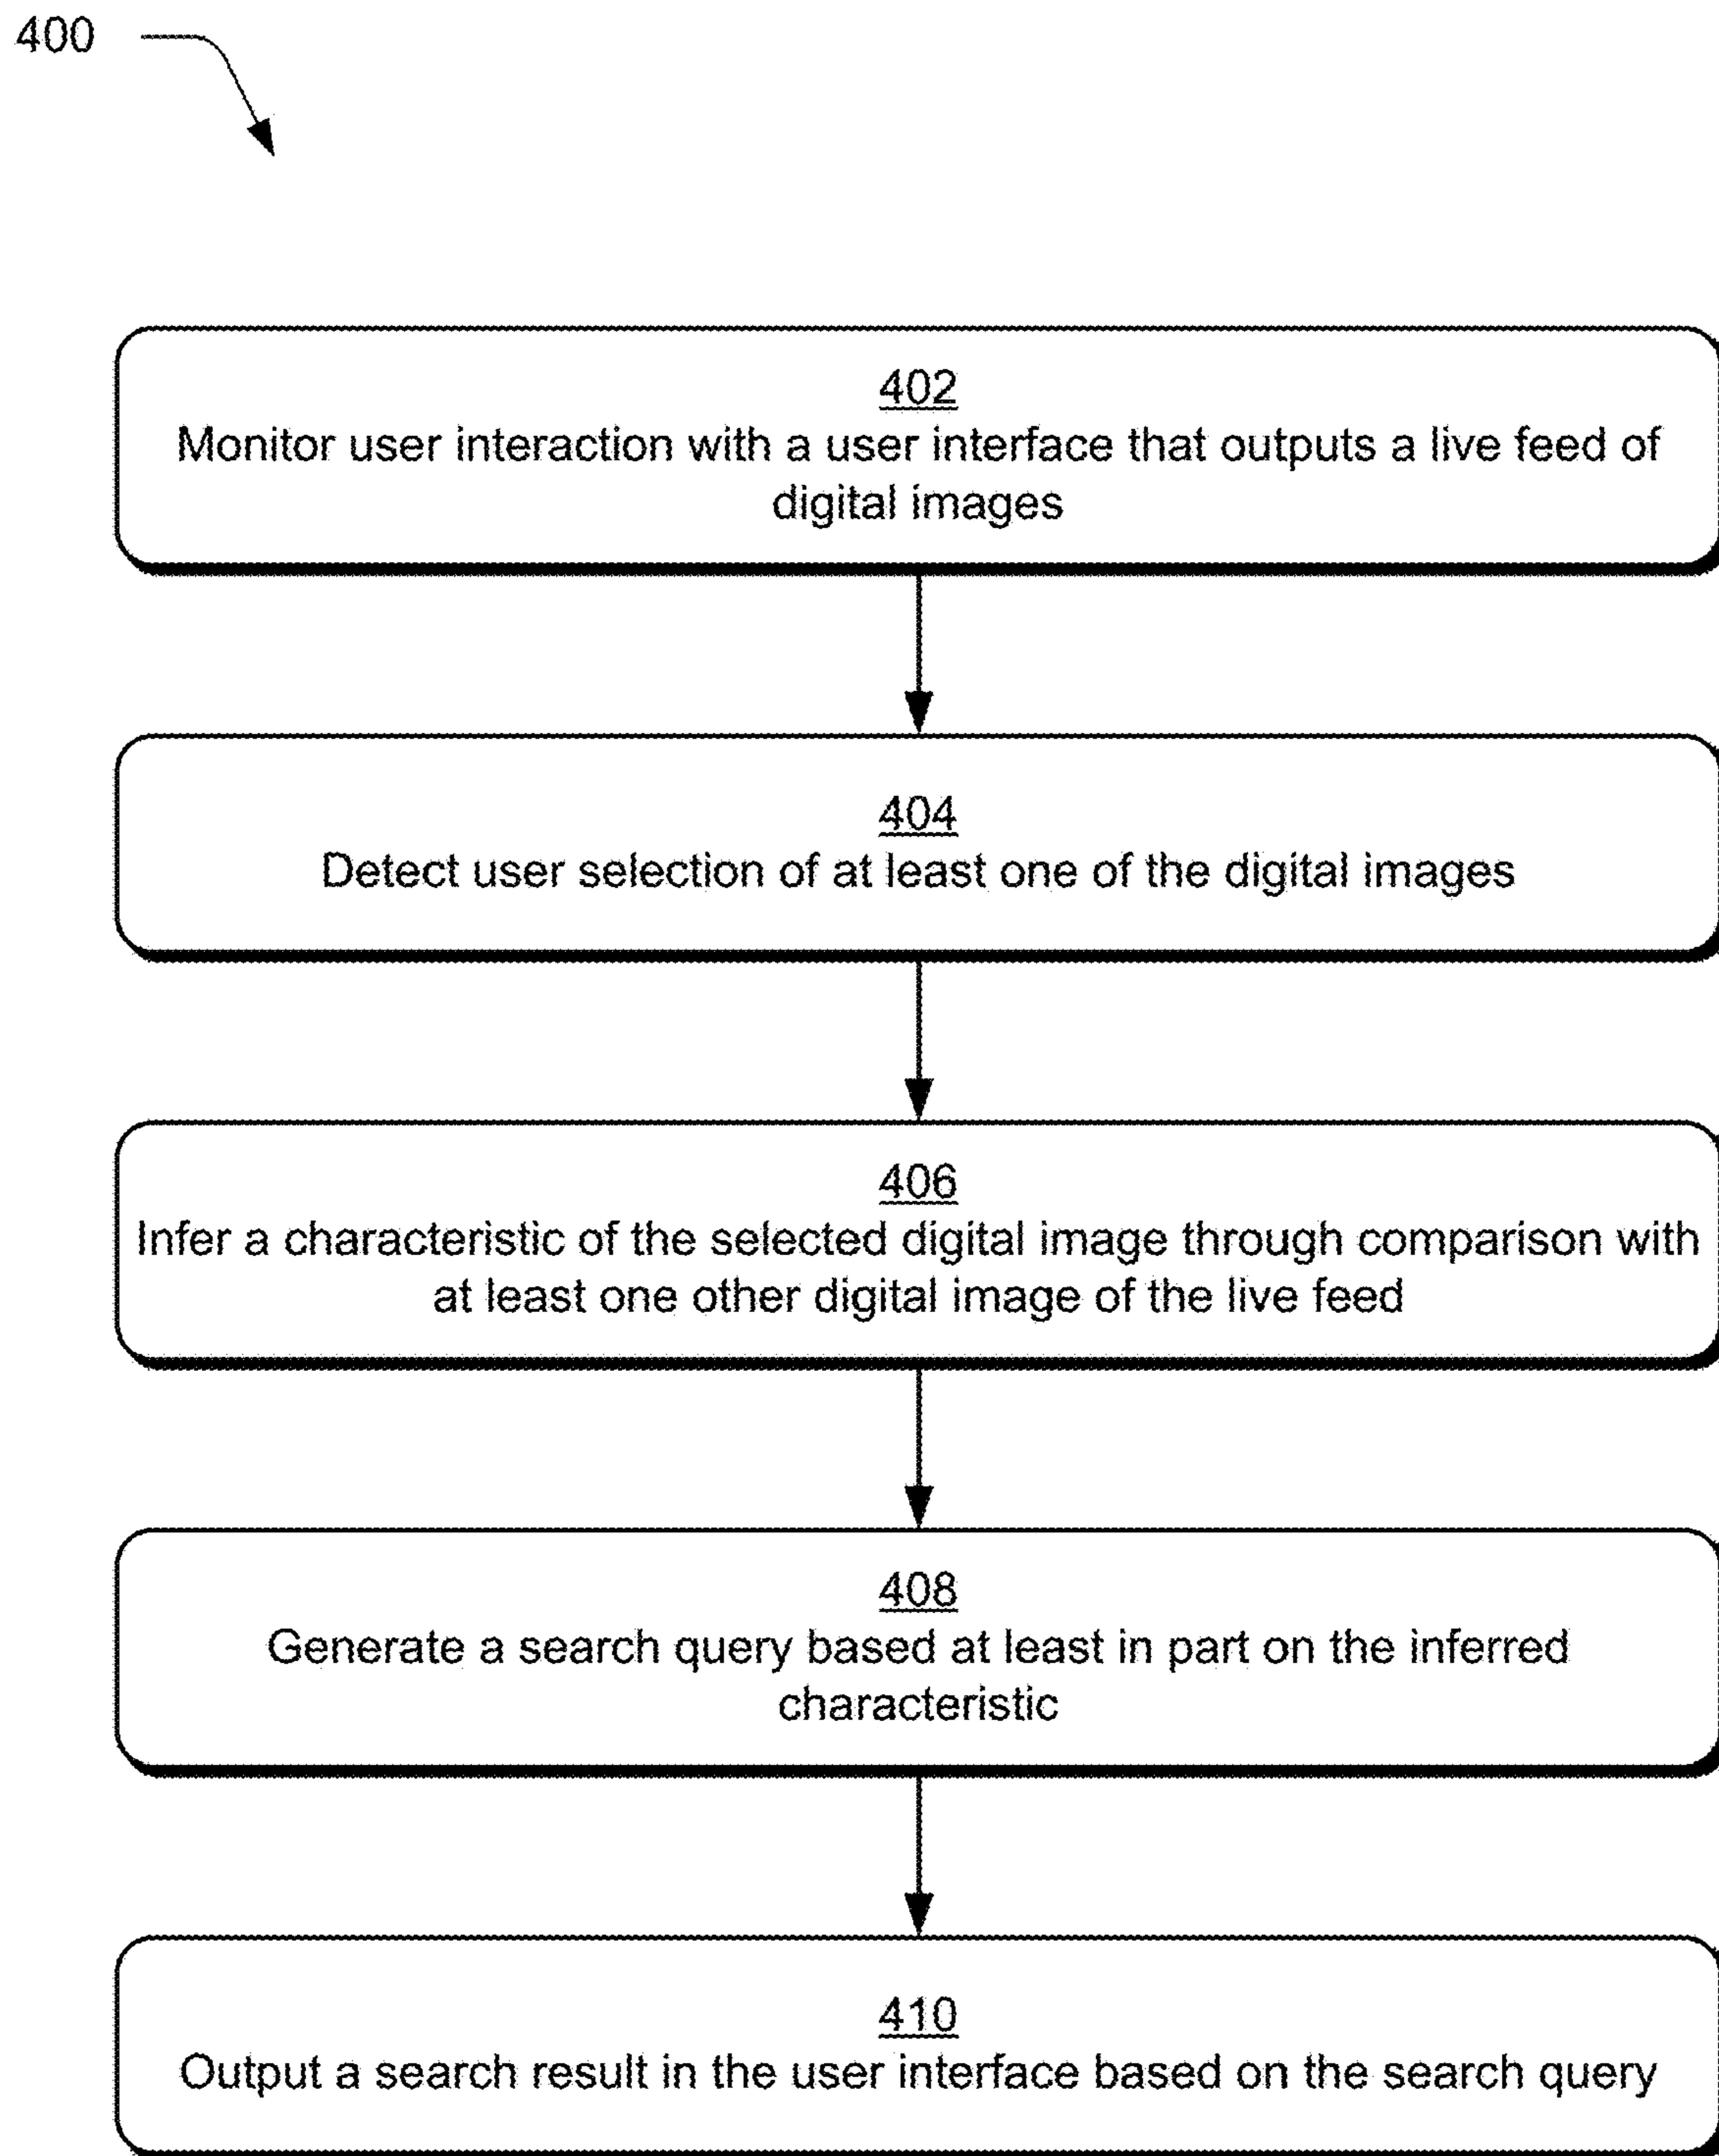 400
402
Monitor user interaction with a user interface that outputs a live feed of
digital images
404
Detect user selection of at least one of the digital images
406
Infer a characteristic of the selected digital image through comparison with
at least one other digital image of the live feed
408
Generate a search query based at least in part on the inferred
characteristic
410
Output a search result in the user interface based on the search query